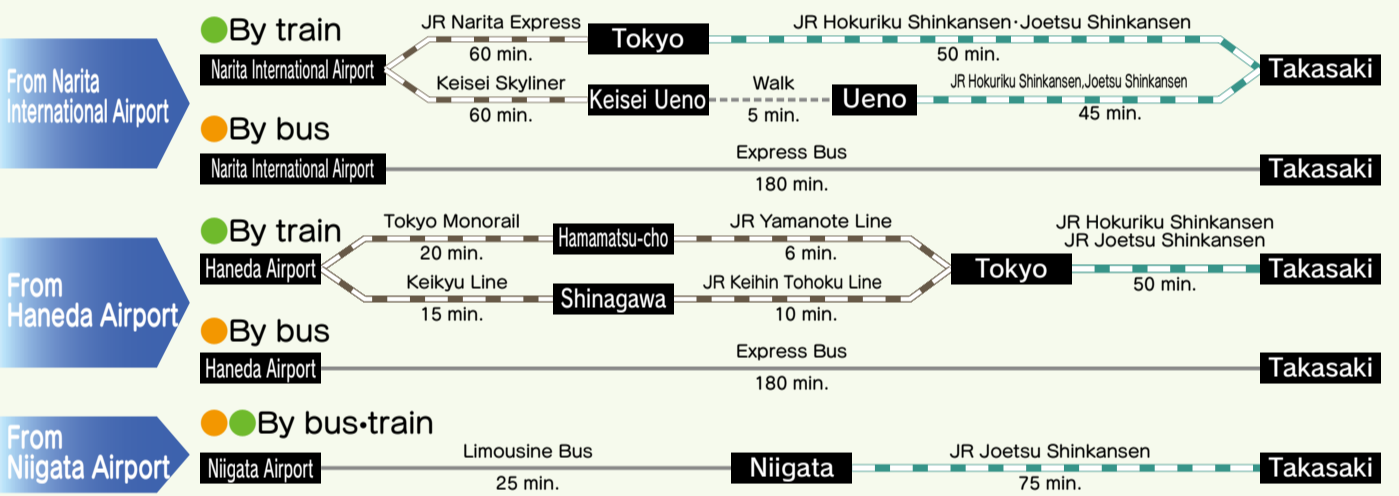 From Narita
International Airport
By train
Narita International Airport
JR Narita Express
60 min.
Tokyo
JR Hokuriku Shinkansen・Joetsu Shinkansen
50 min.
Keisei Skyliner
60 min.
Keisei Ueno
Walk
5 min.
Ueno
JR Hokuriku Shinkansen,Joetsu Shinkansen
45 min.
Takasaki
By bus
Narita International Airport
Express Bus
180 min.
Takasaki
From
Haneda Airport
By train
Haneda Airport
Tokyo Monorail
20 min.
Hamamatsu-cho
JR Yamanote Line
6 min.
Keikyu Line
15 min.
Shinagawa
JR Keihin Tohoku Line
10 min.
Tokyo
JR Hokuriku Shinkansen
JR Joetsu Shinkansen
50 min.
Takasaki
By bus
Haneda Airport
Express Bus
180 min.
Takasaki
From
Niigata Airport
By bus・train
Niigata Airport
Limousine Bus
25 min.
Niigata
JR Joetsu Shinkansen
75 min.
Takasaki